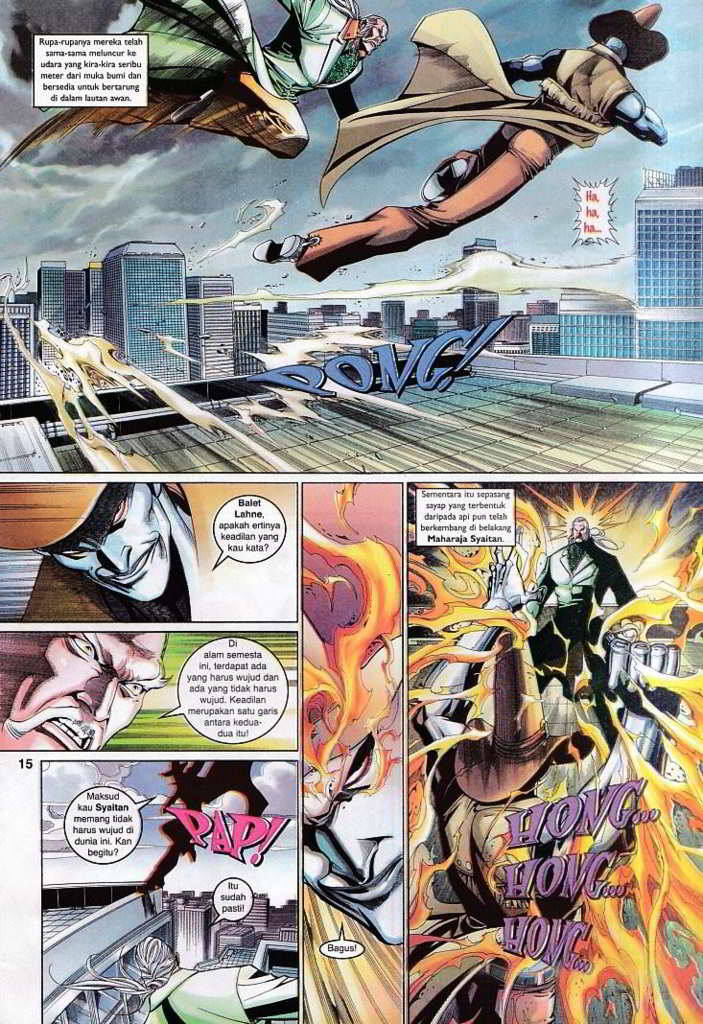 Rupa-rupanya mereka telah
sama-sama meluncur ke
udara yang kira-kira seribu
meter dari muka bumi dan
bersedia untuk bertarung
di dalam lautan awan.
Ha,
ha,
ha...
PONG!
Balet
Lahne,
apakah ertinya
keadilan yang
kau kata?
Di
alam semesta
ini, terdapat ada
yang harus wujud dan
ada yang tidak harus
wujud. Keadilan
merupakan satu garis
antara kedua-
dua itu!
15
Maksud
kau Syaitan
memang tidak
harus wujud di
dunia ini. Kan
begitu?
PAP!
Itu
sudah
pasti!
Bagus!
Sementara itu sepasang
sayap yang terbentuk
daripada api pun telah
berkembang di belakang
Maharaja Syaitan.
HONG...
HONG...
HONG...